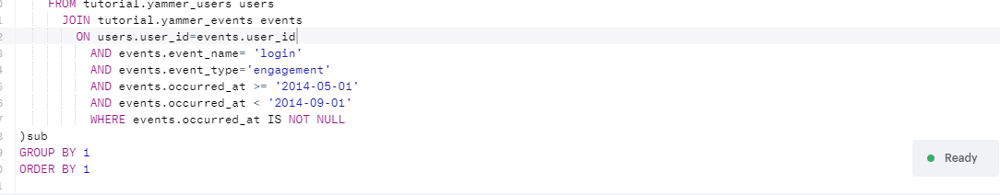 FROM tutorial.yammer_users users
JOIN tutorial.yammer_events events
ON users.user_id=events.user_id
AND events.event_name= 'login'
AND events.event_type='engagement'
AND events.occurred_at >= '2014-05-01'
AND events.occurred_at < '2014-09-01'
WHERE events.occurred_at IS NOT NULL
)sub
GROUP BY 1
ORDER BY 1
Ready